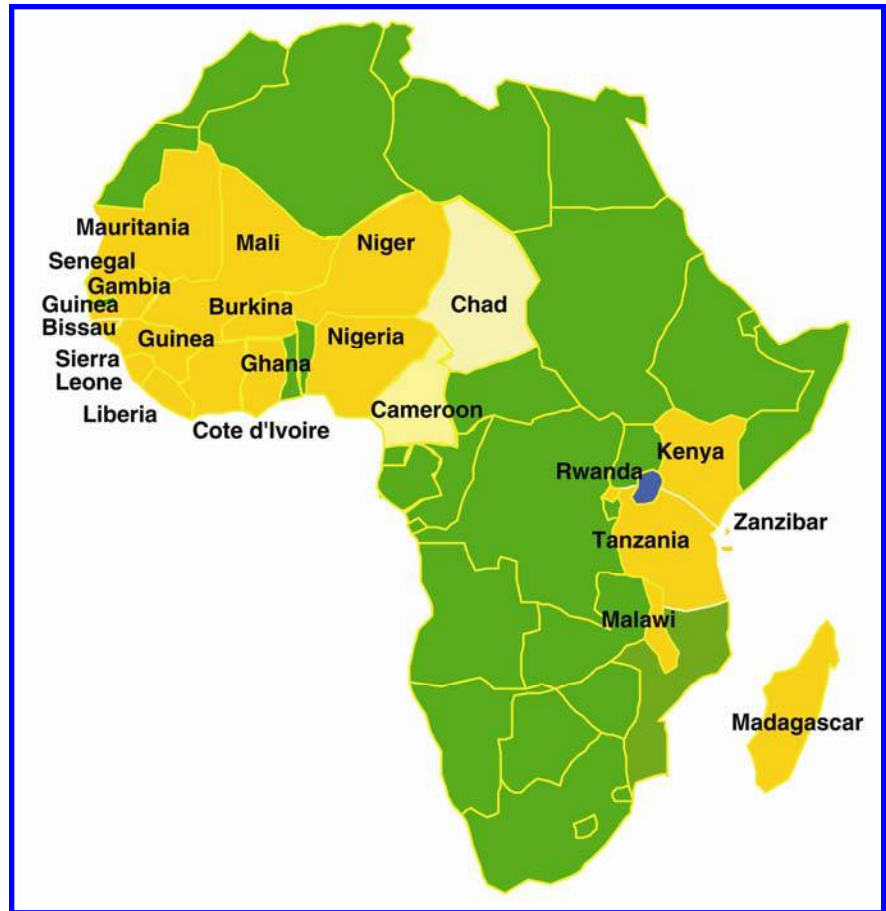 Mauritania
Mali
Niger
Senegal
Gambia
Guinea
Bissau
Burkina
Chad
Guinea
Nigeria
Sierra
Leone
Ghana
Liberia
Cameroon
Cote d'Ivoire
Kenya
Rwanda
Zanzibar
Tanzania
Malawi
Madagascar